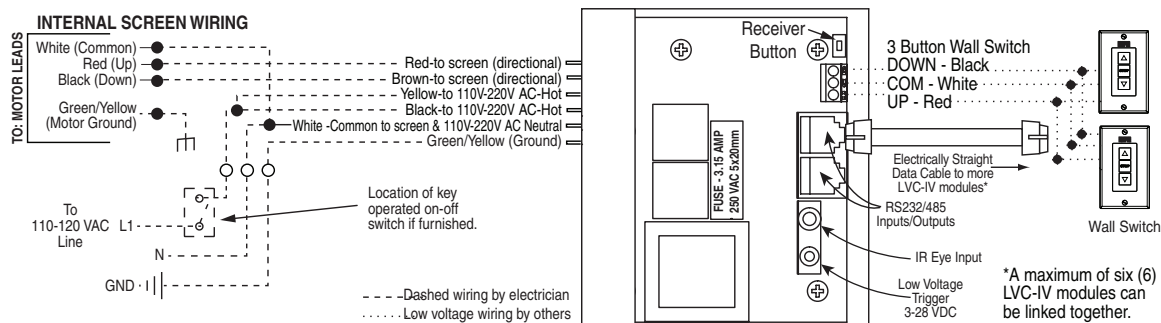 INTERNAL SCREEN WIRING
TO: MOTOR LEADS
White (Common)
Red (Up)
Black (Down)
Green/Yellow
(Motor Ground)
Red-to screen (directional)
Brown-to screen (directional)
Yellow-to 110V-220V AC-Hot
Black-to 110V-220V AC-Hot
White -Common to screen & 110V-220V AC Neutral
Green/Yellow (Ground)
To
110-120 VAC
Line
L1
N
GND
Location of key
operated on-off
switch if furnished.
Dashed wiring by electrician
Low voltage wiring by others
FUSE - 3.15 AMP
250 VAC 5x20mm
Receiver
Button
3 Button Wall Switch
DOWN - Black
COM - White
UP - Red
Electrically Straight
Data Cable to more
LVC-IV modules*
RS232/485
Inputs/Outputs
IR Eye Input
Low Voltage
Trigger
3-28 VDC
Wall Switch
*A maximum of six (6)
LVC-IV modules can
be linked together.